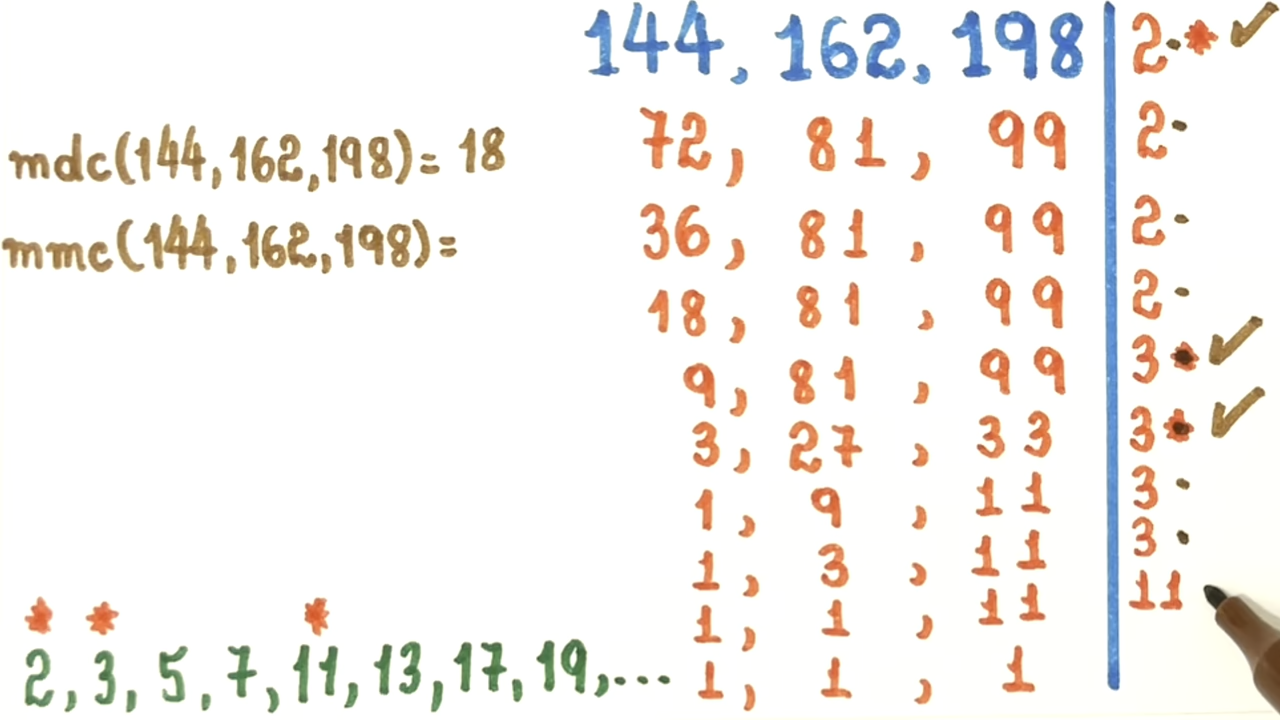 144, 162, 198 2
72, 81, 99 2
mdc(144,162,198)= 18
36, 81, 99 2
mmc(144,162,198)=
18, 81, 99 2
9, 81, 99 3
3, 27, 33 3
1, 9, 11 3
1, 3, 11 3
1, 1, 11 11
1, 1, 1
2, 3, 5, 7, 11, 13, 17, 19, ...